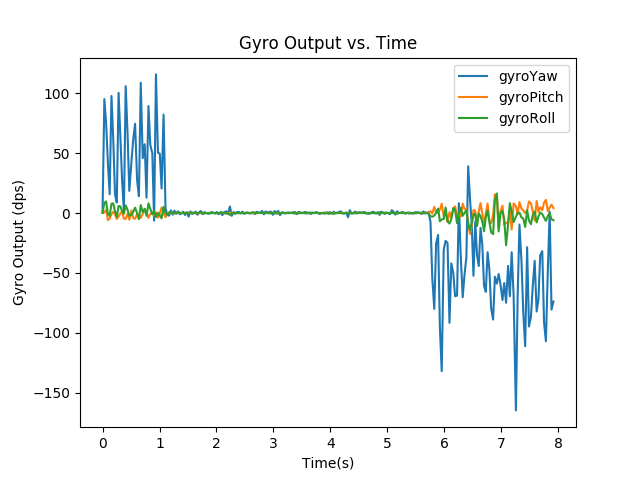 Gyro Output vs. Time
gyroYaw
gyroPitch
gyroRoll
Gyro Output (dps)
100
50
0
−50
−100
−150
0 1 2 3 4 5 6 7 8
Time(s)